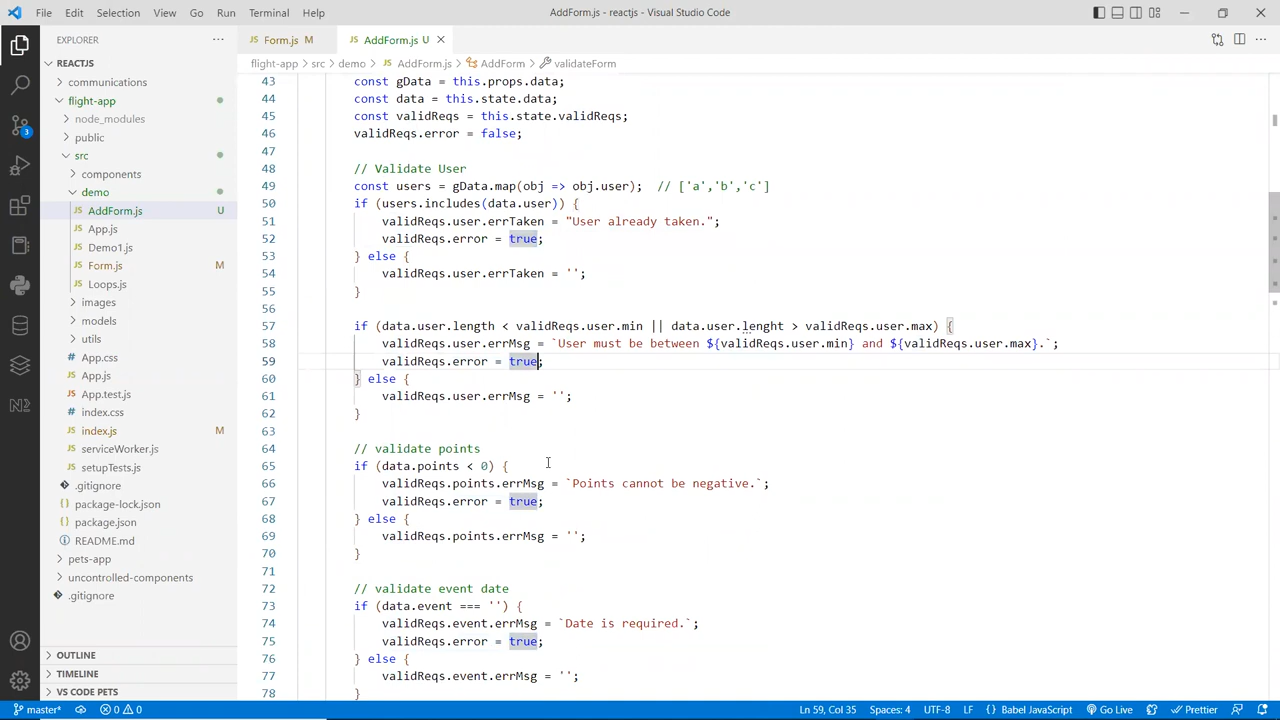 File Edit Selection View Go Run Terminal Help
AddForm.js - reactjs - Visual Studio Code
EXPLORER
REACTJS
communications
flight-app
node_modules
public
src
components
demo
JS AddForm.js U
JS App.js
JS Demo1.js
JS Form.js M
JS Loops.js
images
models
utils
# App.css
JS App.js
JS App.test.js
# index.css
JS index.js M
JS serviceWorker.js
JS setupTests.js
.gitignore
package-lock.json
package.json
README.md
pets-app
uncontrolled-components
.gitignore
OUTLINE
TIMELINE
VS CODE PETS
3
JS Form.js M
JS AddForm.js U
flight-app > src > demo > JS AddForm.js > AddForm > validateForm
43 const gData = this.props.data;
44 const data = this.state.data;
45 const validReqs = this.state.validReqs;
46 validReqs.error = false;
47
48 // Validate User
49 const users = gData.map(obj => obj.user); // ['a','b','c']
50 if (users.includes(data.user)) {
51 validReqs.user.errTaken = "User already taken.";
52 validReqs.error = true;
53 } else {
54 validReqs.user.errTaken = '';
55 }
56
57 if (data.user.length < validReqs.user.min || data.user.lenght > validReqs.user.max) {
58 validReqs.user.errMsg = `User must be between ${validReqs.user.min} and ${validReqs.user.max}.`;
59 validReqs.error = true;
60 } else {
61 validReqs.user.errMsg = '';
62 }
63
64 // validate points
65 if (data.points < 0) {
66 validReqs.points.errMsg = `Points cannot be negative.`;
67 validReqs.error = true;
68 } else {
69 validReqs.points.errMsg = '';
70 }
71
72 // validate event date
73 if (data.event === '') {
74 validReqs.event.errMsg = `Date is required.`;
75 validReqs.error = true;
76 } else {
77 validReqs.event.errMsg = '';
78 }
master* 0 0
Ln 59, Col 35 Spaces: 4 UTF-8 LF {} Babel JavaScript Go Live Prettier